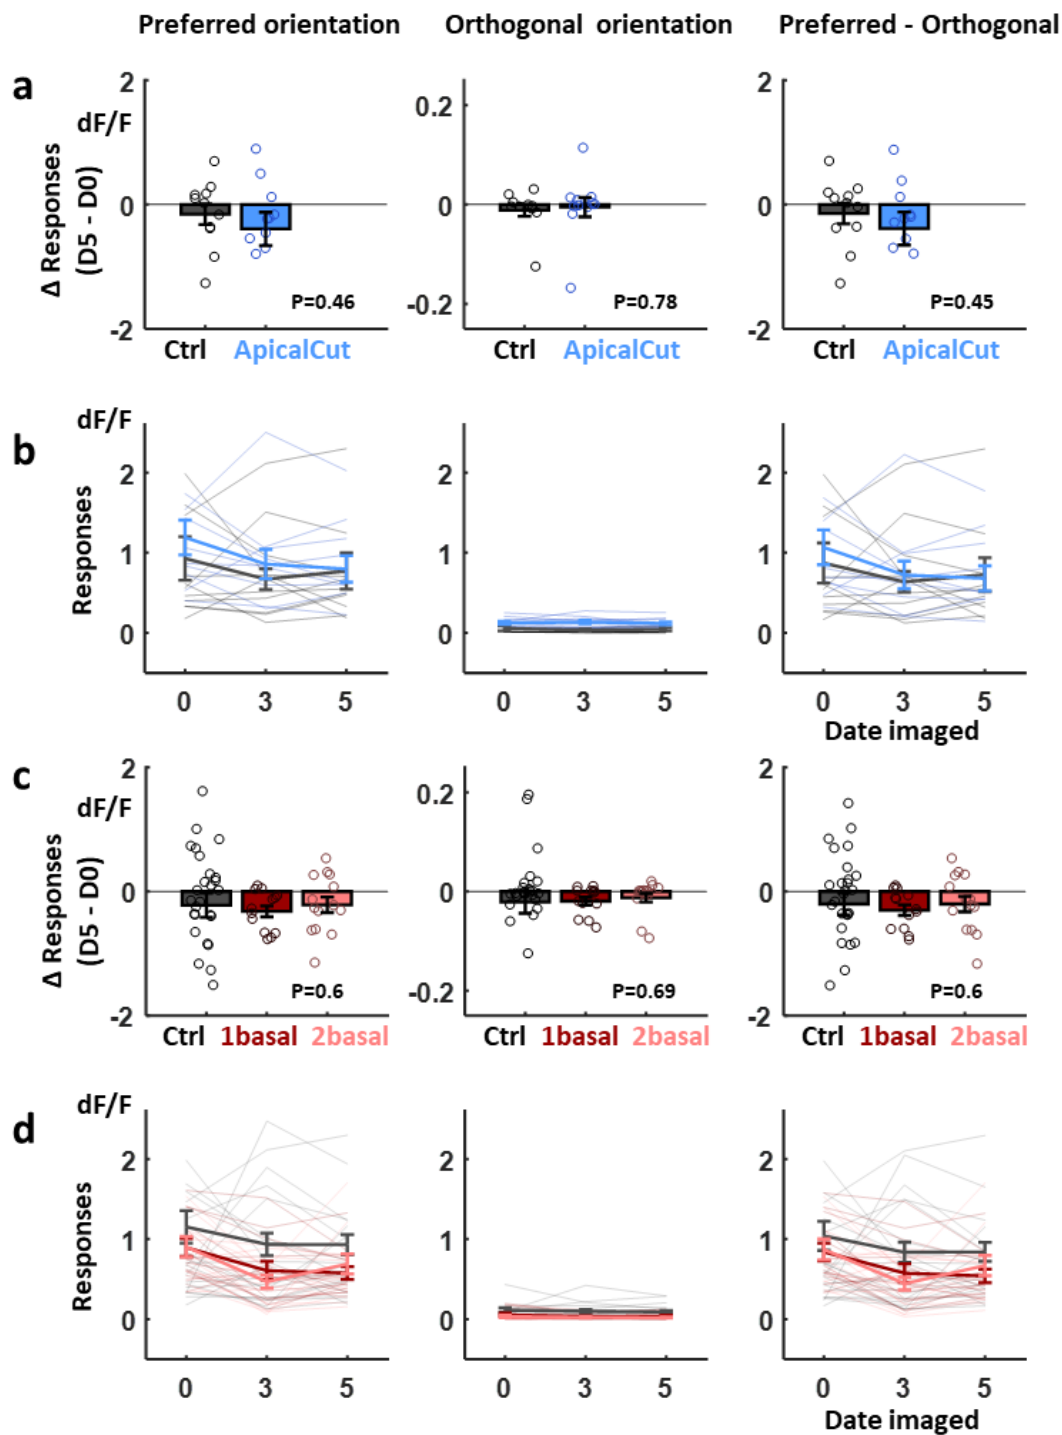 Preferred orientation Orthogonal orientation Preferred - Orthogonal
a
dF/F
Δ Responses
(D5 - D0)
2 0.2 2
0 0 0
-2 -0.2 -2
P=0.46 P=0.78 P=0.45
Ctrl ApicalCut Ctrl ApicalCut Ctrl ApicalCut
dF/F
b
Responses
2 2 2
1 1 1
0 0 0
0 3 5 0 3 5 0 3 5
Date imaged
c
dF/F
Δ Responses
(D5 - D0)
2 0.2 2
0 0 0
-2 -0.2 -2
P=0.6 P=0.69 P=0.6
Ctrl 1basal 2basal Ctrl 1basal 2basal Ctrl 1basal 2basal
dF/F
d
Responses
2 2 2
1 1 1
0 0 0
0 3 5 0 3 5 0 3 5
Date imaged